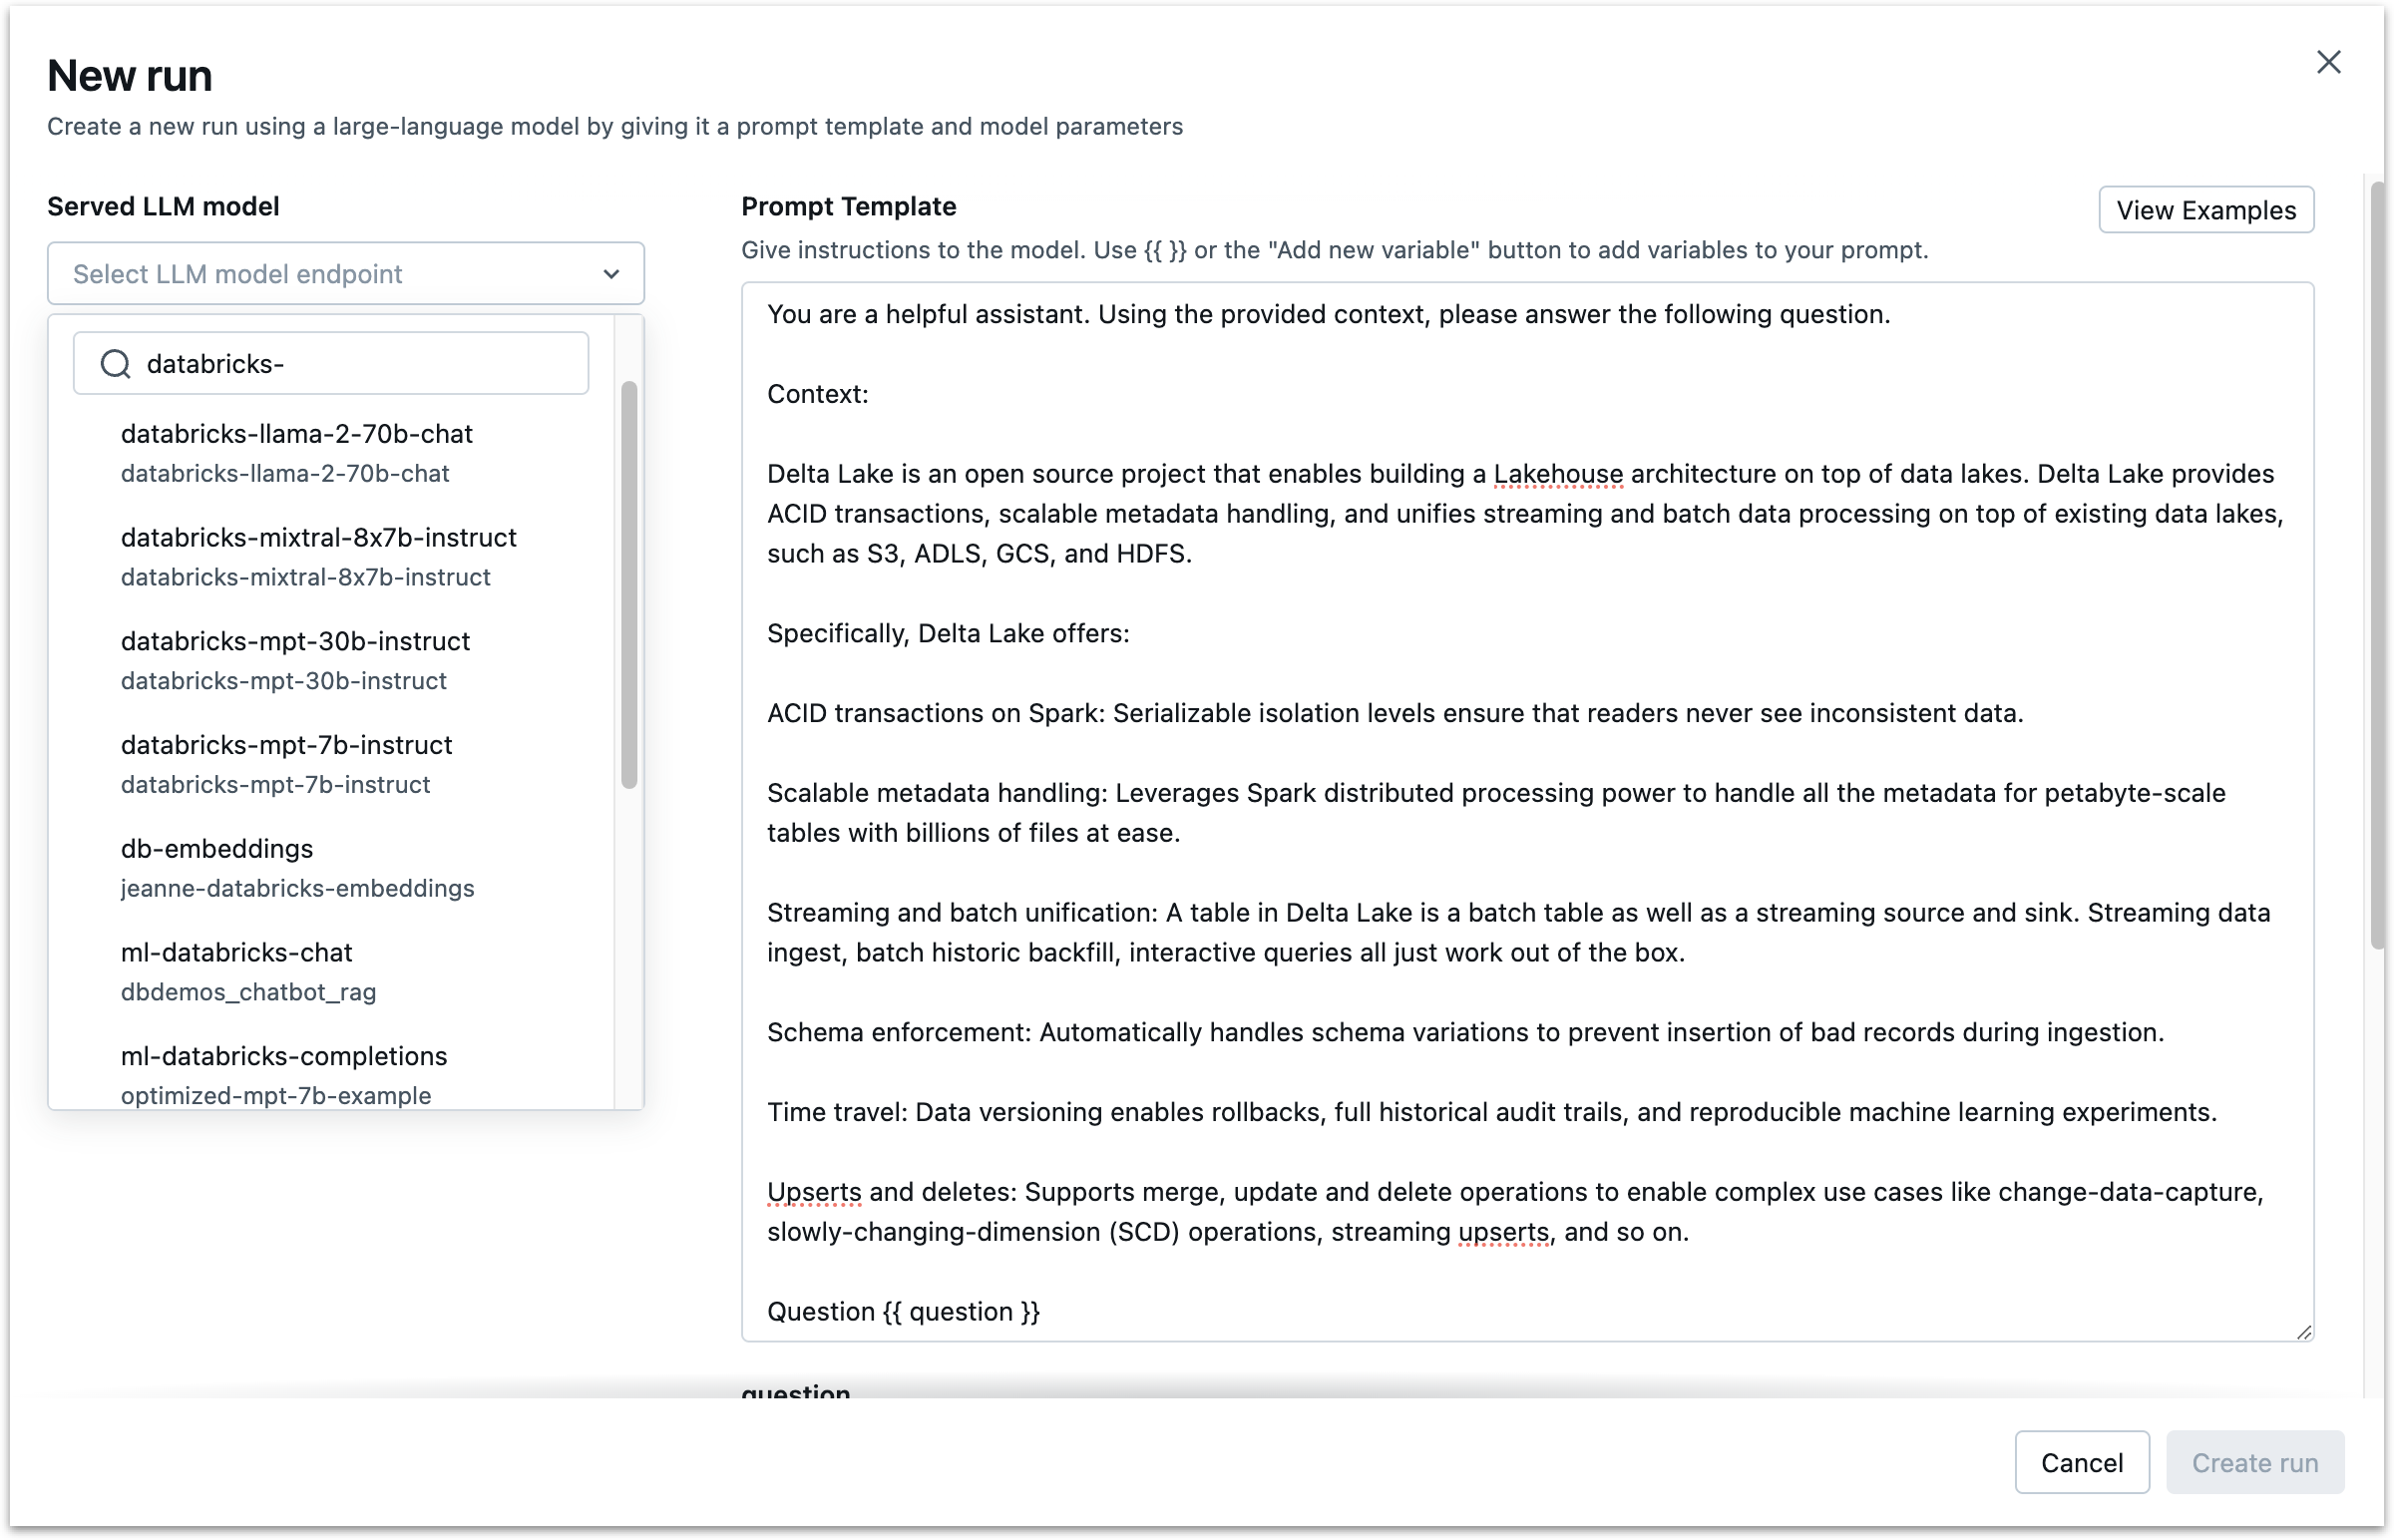 New run
Create a new run using a large-language model by giving it a prompt template and model parameters
Served LLM model
Select LLM model endpoint
databricks-
databricks-llama-2-70b-chat
databricks-llama-2-70b-chat
databricks-mixtral-8x7b-instruct
databricks-mixtral-8x7b-instruct
databricks-mpt-30b-instruct
databricks-mpt-30b-instruct
databricks-mpt-7b-instruct
databricks-mpt-7b-instruct
db-embeddings
jeanne-databricks-embeddings
ml-databricks-chat
dbdemos_chatbot_rag
ml-databricks-completions
optimized-mpt-7b-example
Prompt Template
View Examples
Give instructions to the model. Use {{ }} or the "Add new variable" button to add variables to your prompt.
You are a helpful assistant. Using the provided context, please answer the following question.
Context:
Delta Lake is an open source project that enables building a Lakehouse architecture on top of data lakes. Delta Lake provides
ACID transactions, scalable metadata handling, and unifies streaming and batch data processing on top of existing data lakes,
such as S3, ADLS, GCS, and HDFS.
Specifically, Delta Lake offers:
ACID transactions on Spark: Serializable isolation levels ensure that readers never see inconsistent data.
Scalable metadata handling: Leverages Spark distributed processing power to handle all the metadata for petabyte-scale
tables with billions of files at ease.
Streaming and batch unification: A table in Delta Lake is a batch table as well as a streaming source and sink. Streaming data
ingest, batch historic backfill, interactive queries all just work out of the box.
Schema enforcement: Automatically handles schema variations to prevent insertion of bad records during ingestion.
Time travel: Data versioning enables rollbacks, full historical audit trails, and reproducible machine learning experiments.
Upserts and deletes: Supports merge, update and delete operations to enable complex use cases like change-data-capture,
slowly-changing-dimension (SCD) operations, streaming upserts, and so on.
Question {{ question }}
question
Cancel
Create run